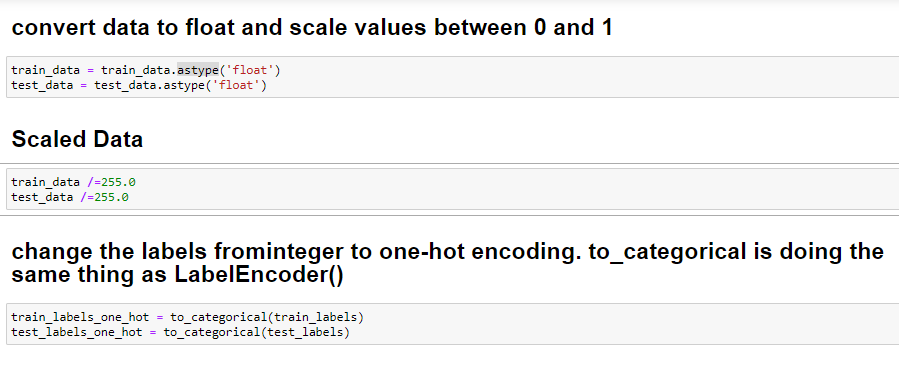 convert data to float and scale values between 0 and 1
train_data = train_data.astype('float')
test_data = test_data.astype('float')
Scaled Data
train_data /=255.0
test_data /=255.0
change the labels frominteger to one-hot encoding. to_categorical is doing the
same thing as LabelEncoder()
train_labels_one_hot = to_categorical(train_labels)
test_labels_one_hot = to_categorical(test_labels)